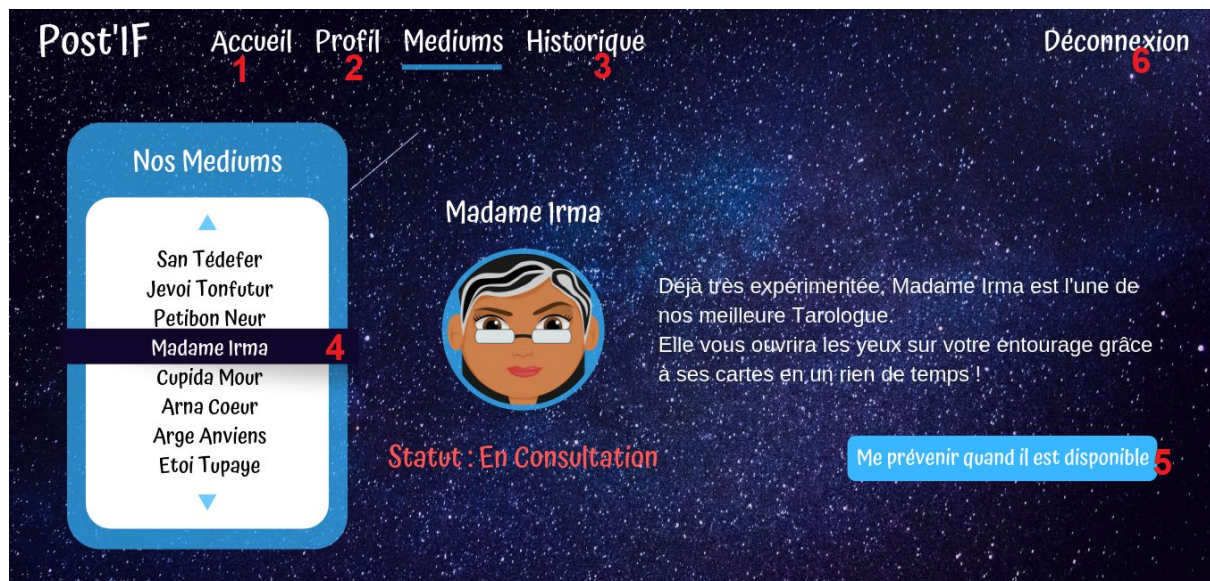 Post'IF Accueil Profil Mediums Historique Déconnexion
1 2 3 6
Nos Mediums
San Tédefer
Jevoi Tonfutur
Petibon Neur
Madame Irma 4
Cupida Mour
Arna Coeur
Arge Anviens
Etoi Tupaye
Madame Irma
Déjà très expérimentée, Madame Irma est l'une de
nos meilleure Tarologue.
Elle vous ouvrira les yeux sur votre entourage grâce
à ses cartes en un rien de temps !
Statut : En Consultation
Me prévenir quand il est disponible 5